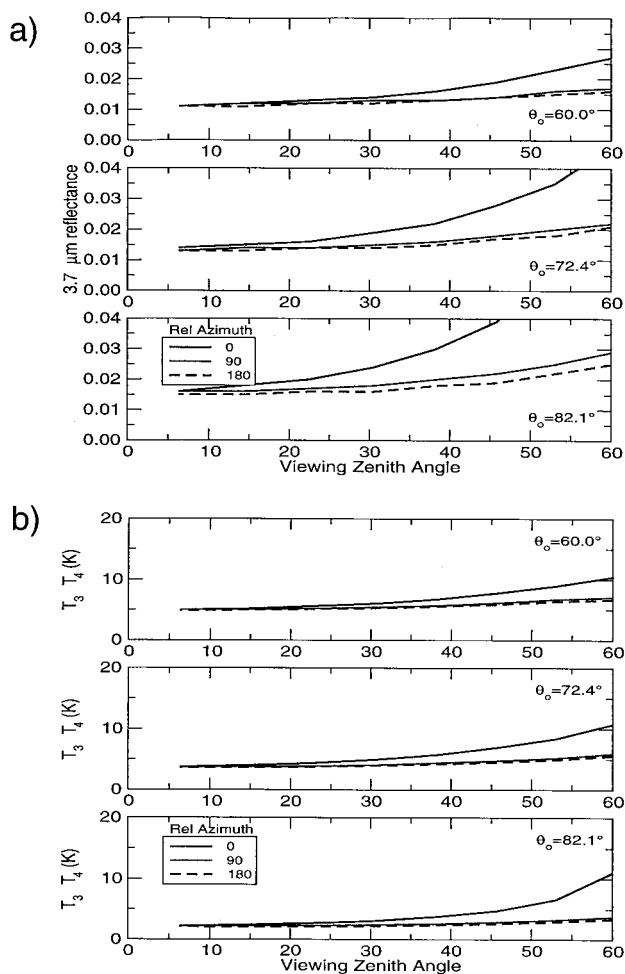 a)
0.04
0.03
0.02
0.01
0.00
10 20 30 40 50 60
θo=60.0°
0.04
0.03
0.02
0.01
0.00
10 20 30 40 50 60
θo=72.4°
3.7 µm reflectance
0.04
0.03
0.02
0.01
0.00
Rel Azimuth
0
90
180
θo=82.1°
0 10 20 30 40 50 60
Viewing Zenith Angle
b)
20
10
0
T3 T4 (K)
θo=60.0°
0 10 20 30 40 50 60
20
10
0
T3 T4 (K)
θo=72.4°
0 10 20 30 40 50 60
20
10
0
T3 T4 (K)
Rel Azimuth
0
90
180
θo=82.1°
0 10 20 30 40 50 60
Viewing Zenith Angle